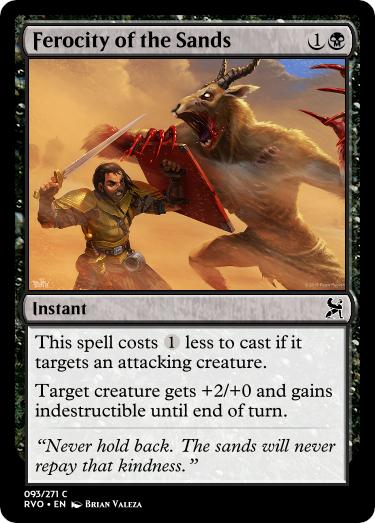 Ferocity of the Sands 1
Instant
This spell costs 1 less to cast if it
targets an attacking creature.
Target creature gets +2/+0 and gains
indestructible until end of turn.
“Never hold back. The sands will never
repay that kindness.”
093/271 C
RVO • EN Brian Valeza